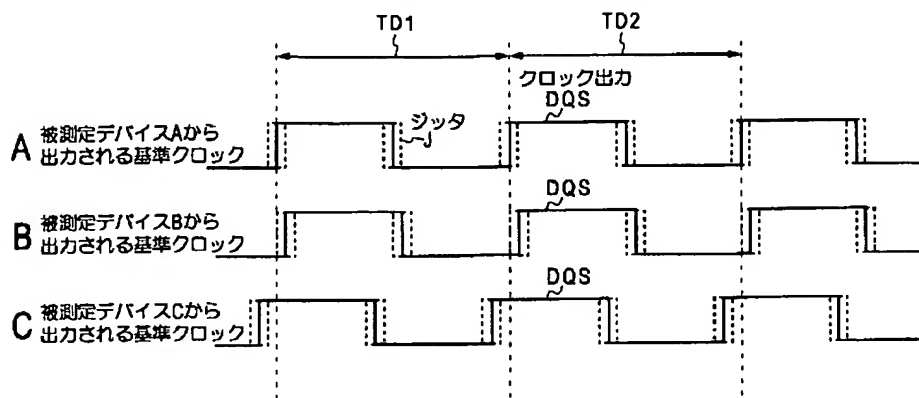 TD1
TD2
クロック出力
DQS
ジッタ
A 被測定デバイスAから
出力される基準クロック
DQS
B 被測定デバイスBから
出力される基準クロック
DQS
C 被測定デバイスCから
出力される基準クロック